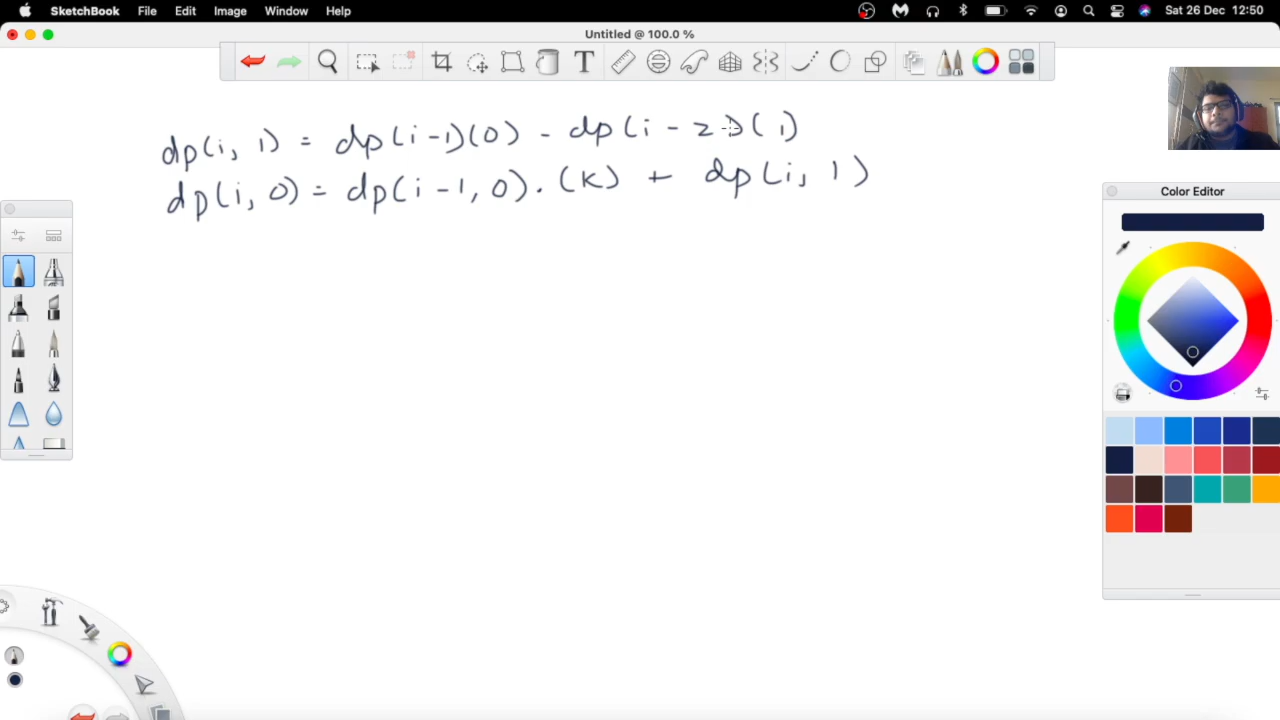 SketchBook File Edit Image Window Help Sat 26 Dec 12:50
Untitled @ 100.0 %
dp(i, 1) = dp(i-1)(0) - dp(i-2)(1)
dp(i, 0) = dp(i-1, 0).(K) + dp(i, 1)
Color Editor